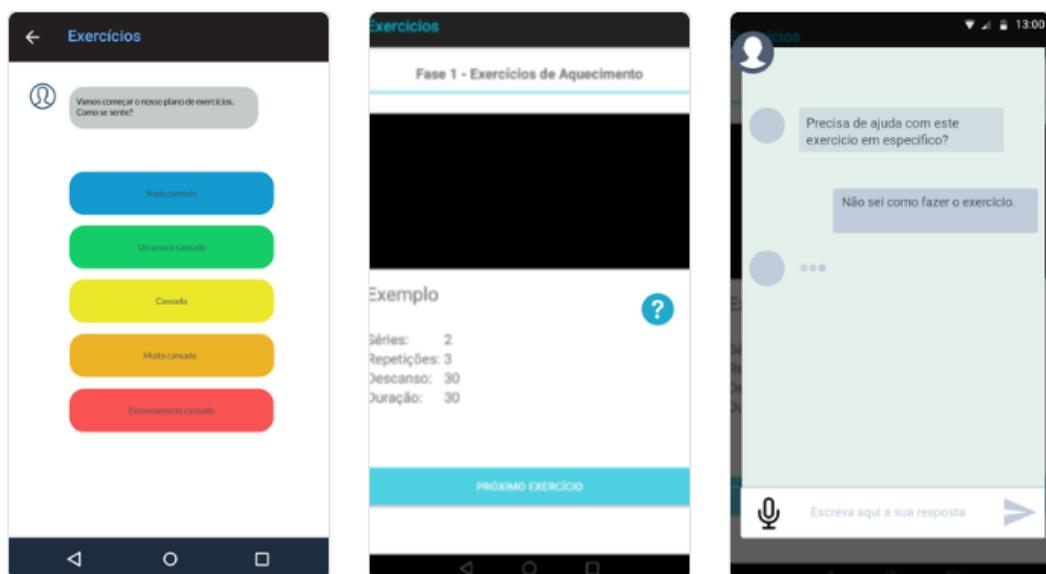 Exercícios
Vamos começar o nosso plano de exercícios.
Como se sente?
Nada cansado
Um pouco cansado
Cansado
Muito cansado
Extremamente cansado
Exercicios
Fase 1 - Exercícios de Aquecimento
Exemplo
?
Séries: 2
Repetições: 3
Descanso: 30
Duração: 30
PRÓXIMO EXERCÍCIO
13:00
Precisa de ajuda com este
exercicio em especifico?
Não sei como fazer o exercício.
Escreva aqui a sua resposta